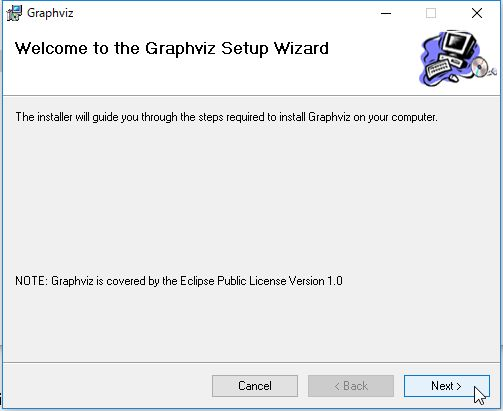 Graphviz
Welcome to the Graphviz Setup Wizard
The installer will guide you through the steps required to install Graphviz on your computer.
NOTE: Graphviz is covered by the Eclipse Public License Version 1.0
Cancel
< Back
Next >